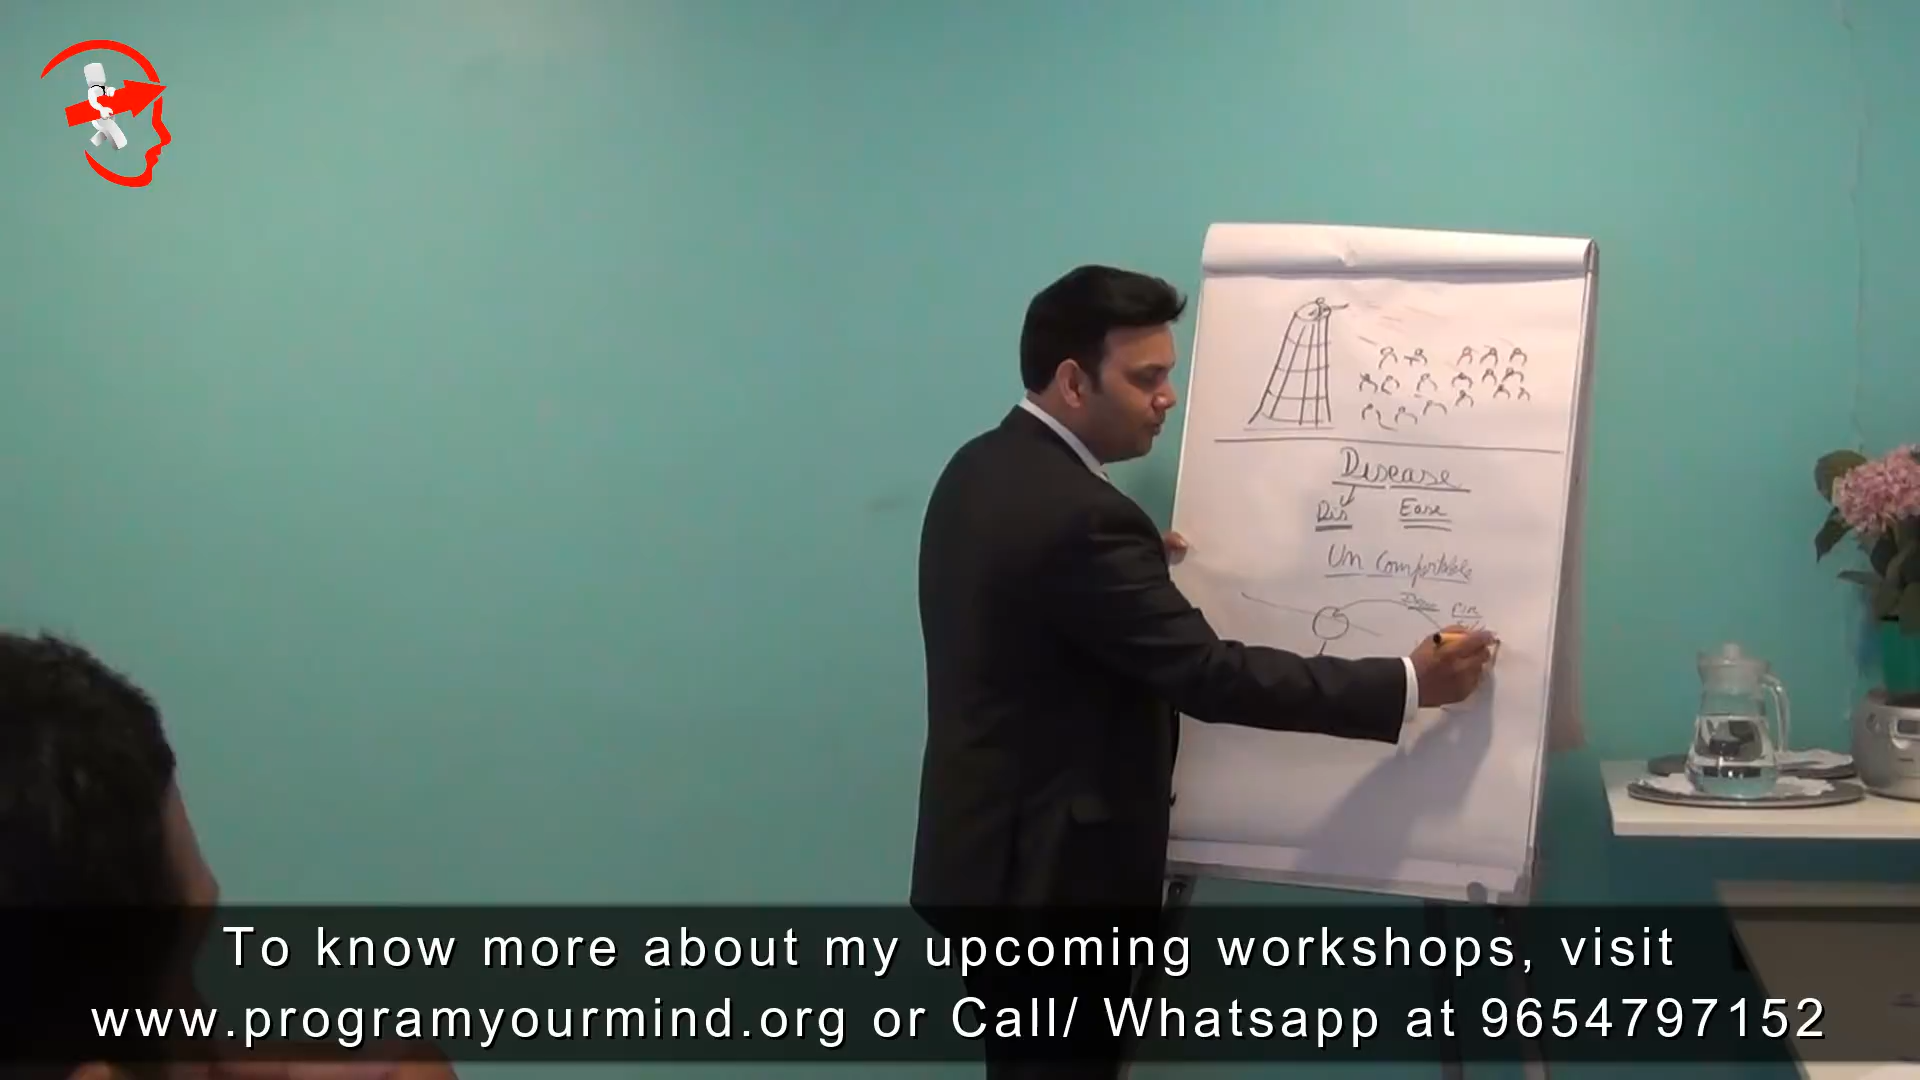 Disease
Dis Ease
Un Comfortable
To know more about my upcoming workshops, visit
www.programyourmind.org or Call/ Whatsapp at 9654797152